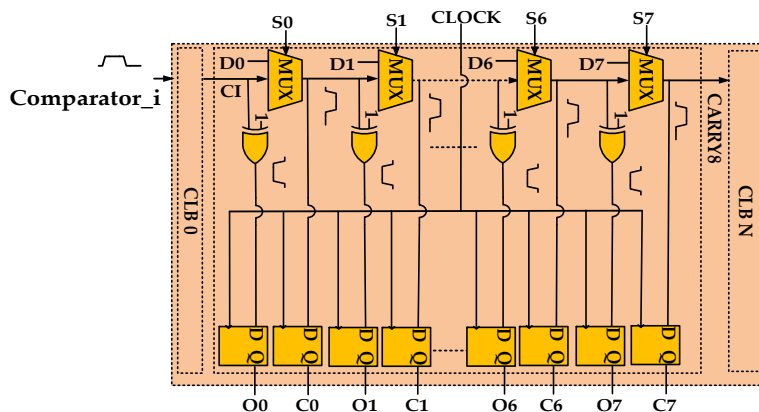 S0 S1 CLOCK S6 S7
D0 D1 D6 D7
MUX MUX MUX MUX
CI
Comparator_i
1 1 1 1
CARRY8
CLB 0
CLB N
D Q D Q D Q D Q D Q D Q D Q D Q
O0 C0 O1 C1 O6 C6 O7 C7